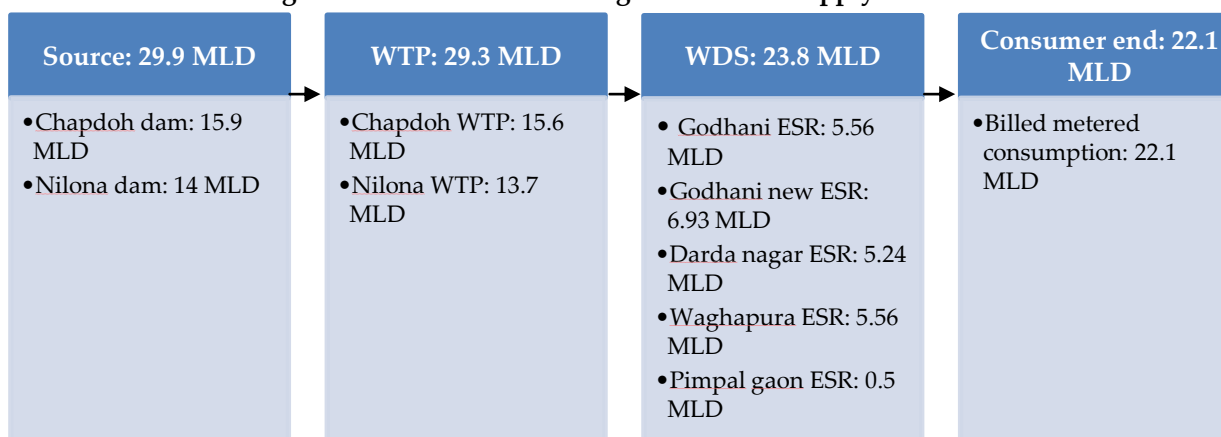 Source: 29.9 MLD
•Chapdoh dam: 15.9
MLD
•Nilona dam: 14 MLD
WTP: 29.3 MLD
•Chapdoh WTP: 15.6
MLD
•Nilona WTP: 13.7
MLD
WDS: 23.8 MLD
• Godhani ESR: 5.56
MLD
•Godhani new ESR:
6.93 MLD
•Darda nagar ESR: 5.24
MLD
•Waghapura ESR: 5.56
MLD
•Pimpal gaon ESR: 0.5
MLD
Consumer end: 22.1
MLD
•Billed metered
consumption: 22.1
MLD